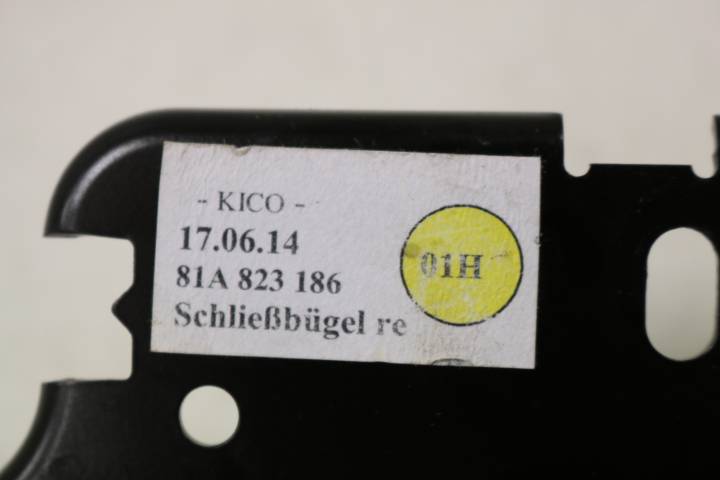 - KICO -
17.06.14
81A 823 186
Schließbügel re
01H